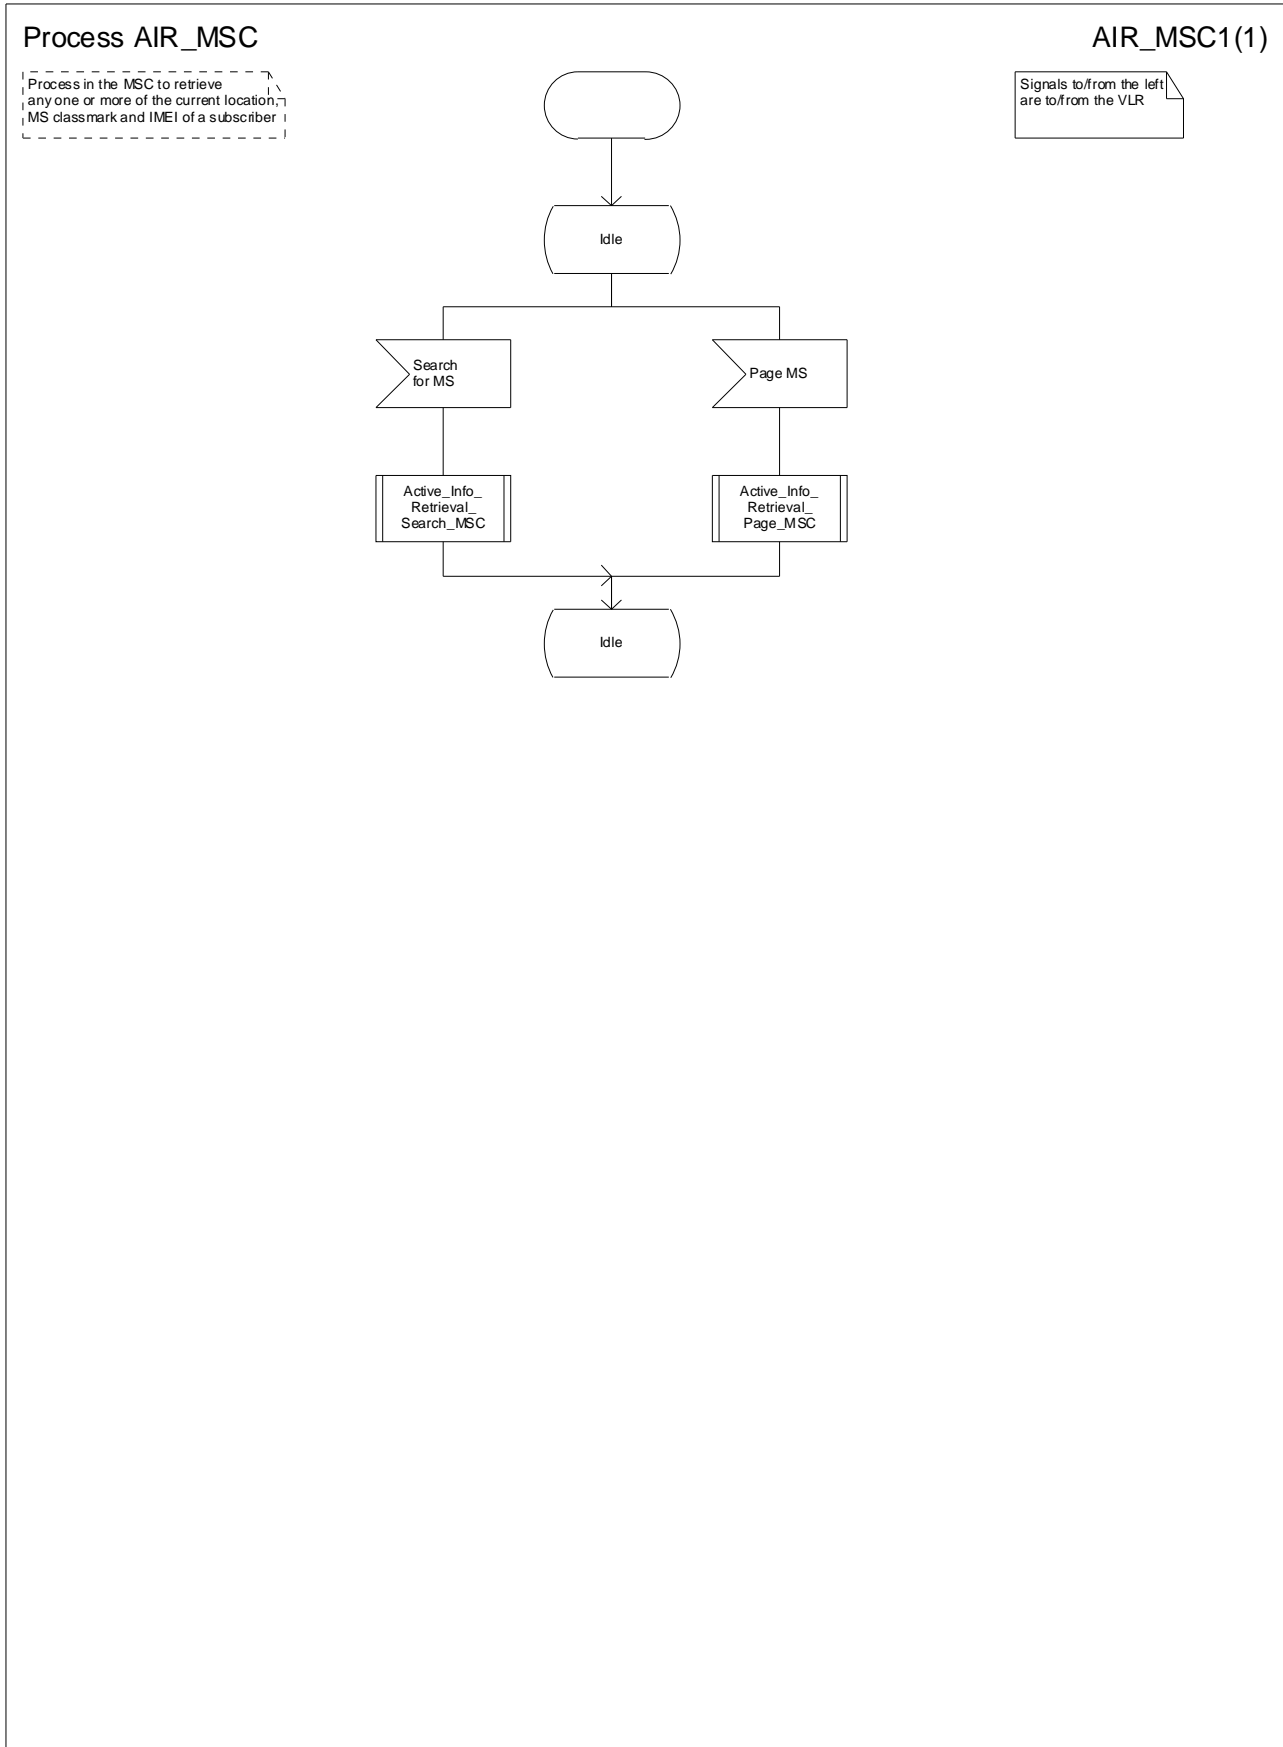 Process AIR_MSC
AIR_MSC1(1)
Process in the MSC to retrieve
any one or more of the current location,
MS classmark and IMEI of a subscriber
Signals to/from the left
are to/from the VLR
Idle
Search
for MS
Page MS
Active_Info_
Retrieval_
Search_MSC
Active_Info_
Retrieval_
Page_MSC
Idle